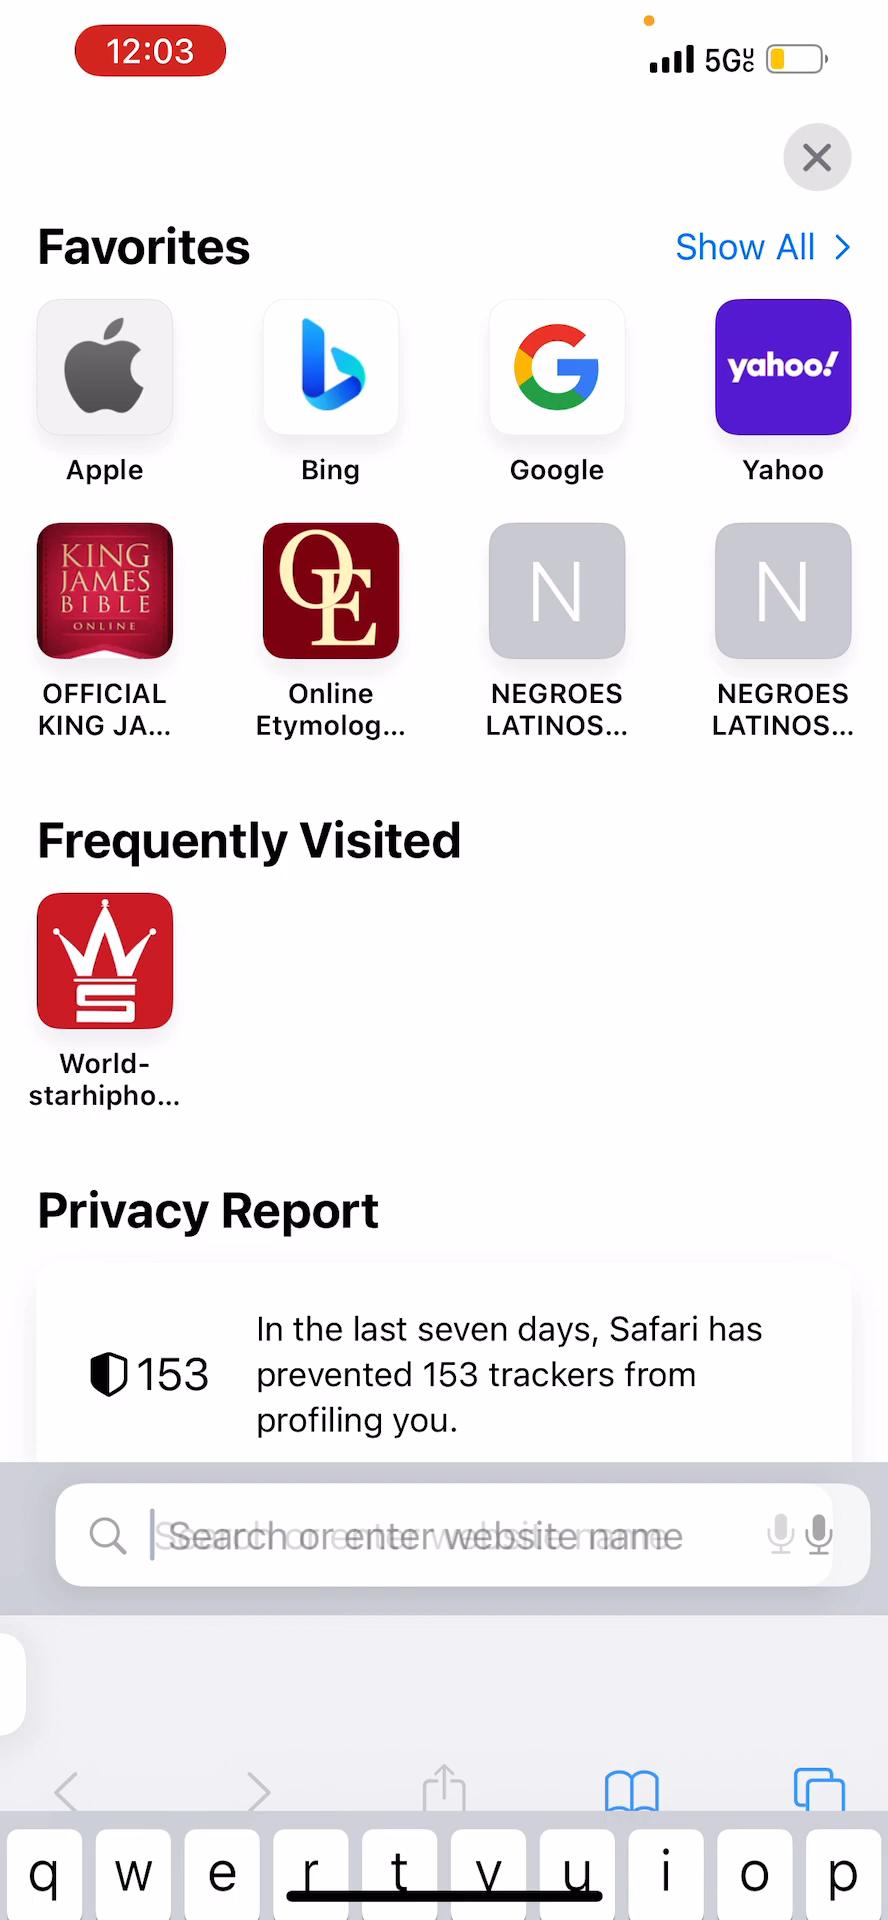 12:03
5G UC
Favorites
Show All
yahoo!
Apple
Bing
Google
Yahoo
KING
JAMES
BIBLE
ONLINE
OE
N
N
OFFICIAL
KING JA...
Online
Etymolog...
NEGROES
LATINOS...
NEGROES
LATINOS...
Frequently Visited
W
S
World-
starhipho...
Privacy Report
153
In the last seven days, Safari has
prevented 153 trackers from
profiling you.
Search or enter website name
q w e r t y u i o p